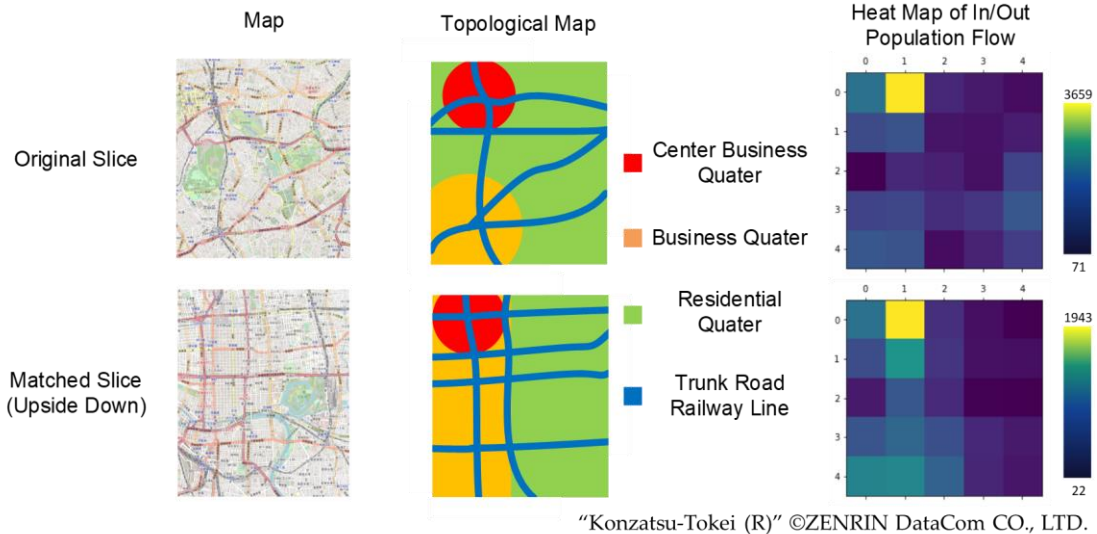 Map
Topological Map
Heat Map of In/Out
Population Flow
Original Slice
0 1 2 3 4
0
1
2
3
4
3659
71
Center Business
Quater
Business Quater
Residential
Quater
Trunk Road
Railway Line
Matched Slice
(Upside Down)
0 1 2 3 4
0
1
2
3
4
1943
22
"Konzatsu-Tokei (R)" ©ZENRIN DataCom CO., LTD.